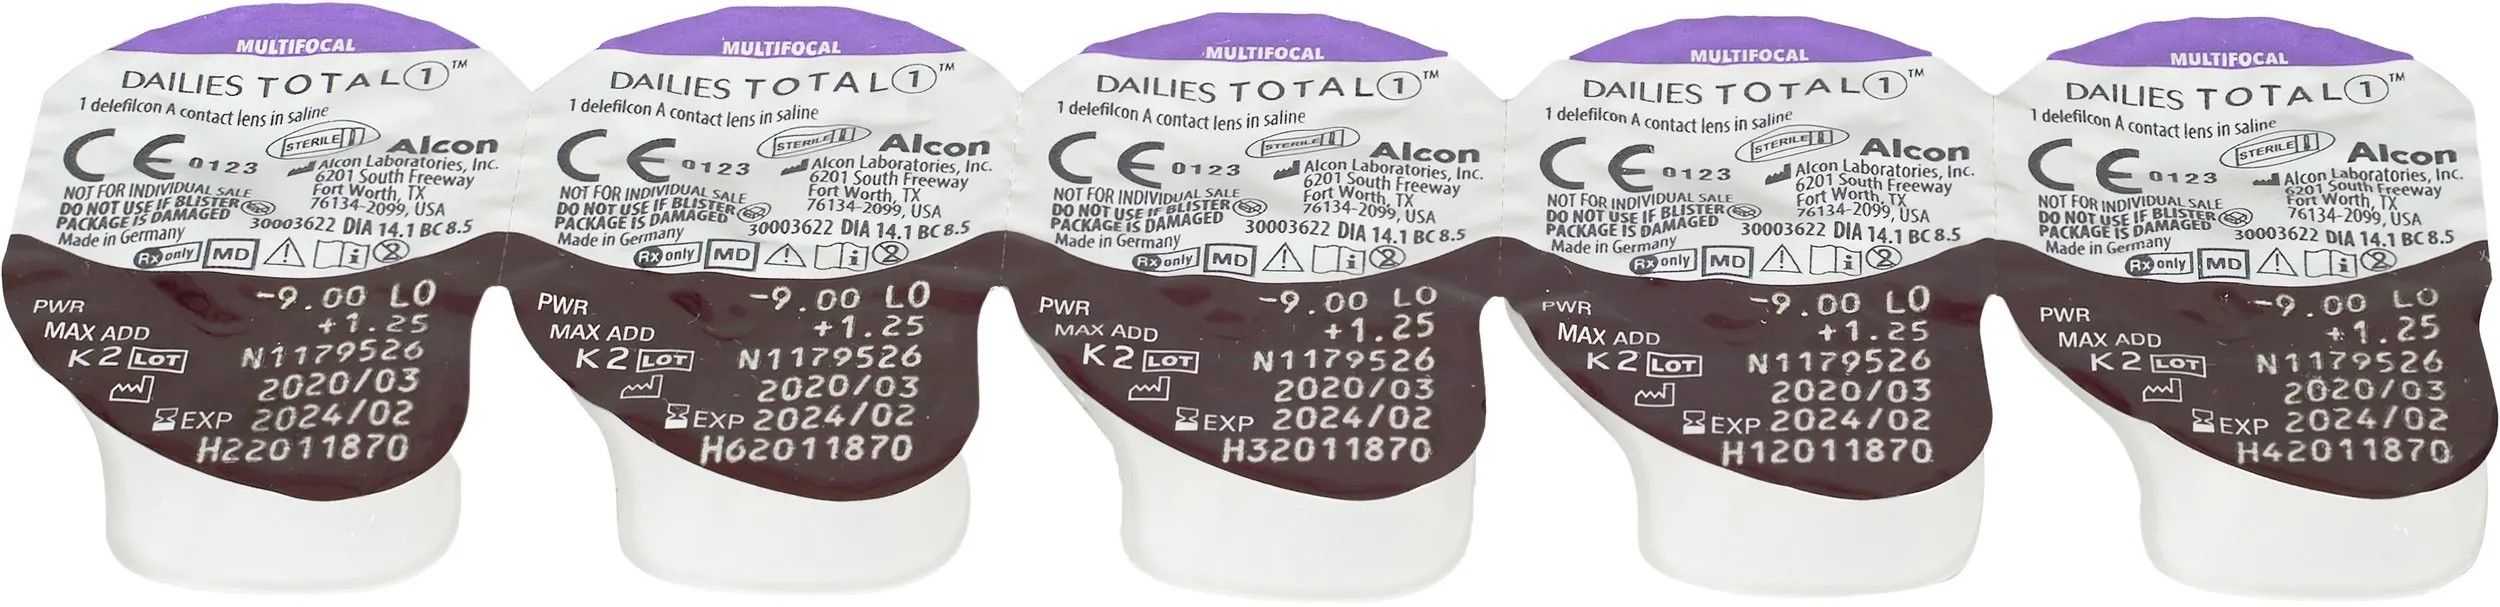 MULTIFOCAL
DAILIES TOTAL 1™
1 delefilcon A contact lens in saline
CE 0123
STERILE
Alcon
Alcon Laboratories, Inc.
6201 South Freeway
Fort Worth, TX
76134-2099, USA
NOT FOR INDIVIDUAL SALE
DO NOT USE IF BLISTER
PACKAGE IS DAMAGED
30003622 DIA 14.1 BC 8.5
Made in Germany
Rx only MD
PWR -9.00 LO
MAX ADD +1.25
K2 LOT N1179526
2020/03
EXP 2024/02
H22011870
MULTIFOCAL
DAILIES TOTAL 1™
1 delefilcon A contact lens in saline
CE 0123
STERILE
Alcon
Alcon Laboratories, Inc.
6201 South Freeway
Fort Worth, TX
76134-2099, USA
NOT FOR INDIVIDUAL SALE
DO NOT USE IF BLISTER
PACKAGE IS DAMAGED
30003622 DIA 14.1 BC 8.5
Made in Germany
Rx only MD
PWR -9.00 LO
MAX ADD +1.25
K2 LOT N1179526
2020/03
EXP 2024/02
H62011870
MULTIFOCAL
DAILIES TOTAL 1™
1 delefilcon A contact lens in saline
CE 0123
STERILE
Alcon
Alcon Laboratories, Inc.
6201 South Freeway
Fort Worth, TX
76134-2099, USA
NOT FOR INDIVIDUAL SALE
DO NOT USE IF BLISTER
PACKAGE IS DAMAGED
30003622 DIA 14.1 BC 8.5
Made in Germany
Rx only MD
PWR -9.00 LO
MAX ADD +1.25
K2 LOT N1179526
2020/03
EXP 2024/02
H32011870
MULTIFOCAL
DAILIES TOTAL 1™
1 delefilcon A contact lens in saline
CE 0123
STERILE
Alcon
Alcon Laboratories, Inc.
6201 South Freeway
Fort Worth, TX
76134-2099, USA
NOT FOR INDIVIDUAL SALE
DO NOT USE IF BLISTER
PACKAGE IS DAMAGED
30003622 DIA 14.1 BC 8.5
Made in Germany
Rx only MD
PWR -9.00 LO
MAX ADD +1.25
K2 LOT N1179526
2020/03
EXP 2024/02
H12011870
MULTIFOCAL
DAILIES TOTAL 1™
1 delefilcon A contact lens in saline
CE 0123
STERILE
Alcon
Alcon Laboratories, Inc.
6201 South Freeway
Fort Worth, TX
76134-2099, USA
NOT FOR INDIVIDUAL SALE
DO NOT USE IF BLISTER
PACKAGE IS DAMAGED
30003622 DIA 14.1 BC 8.5
Made in Germany
Rx only MD
PWR -9.00 LO
MAX ADD +1.25
K2 LOT N1179526
2020/03
EXP 2024/02
H42011870